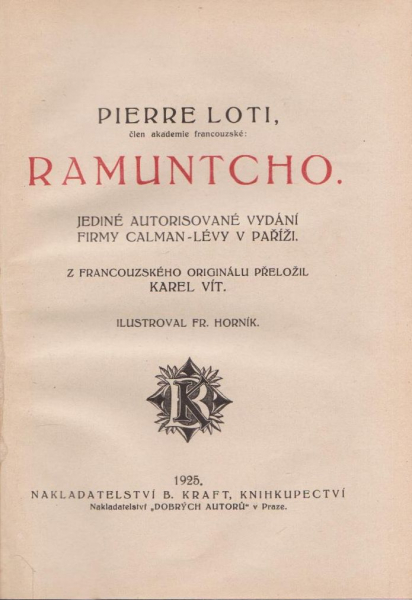 PIERRE LOTI,
člen akademie francouzské:
RAMUNTCHO.
JEDINÉ AUTORISOVANÉ VYDÁNÍ
FIRMY CALMAN-LÉVY V PAŘÍŽI.
Z FRANCOUZSKÉHO ORIGINÁLU PŘELOŽIL
KAREL VÍT.
ILUSTROVAL FR. HORNÍK.
BK
1925.
NAKLADATELSTVÍ B. KRAFT, KNIHKUPECTVÍ
Nakladatelství „DOBRÝCH AUTORŮ“ v Praze.